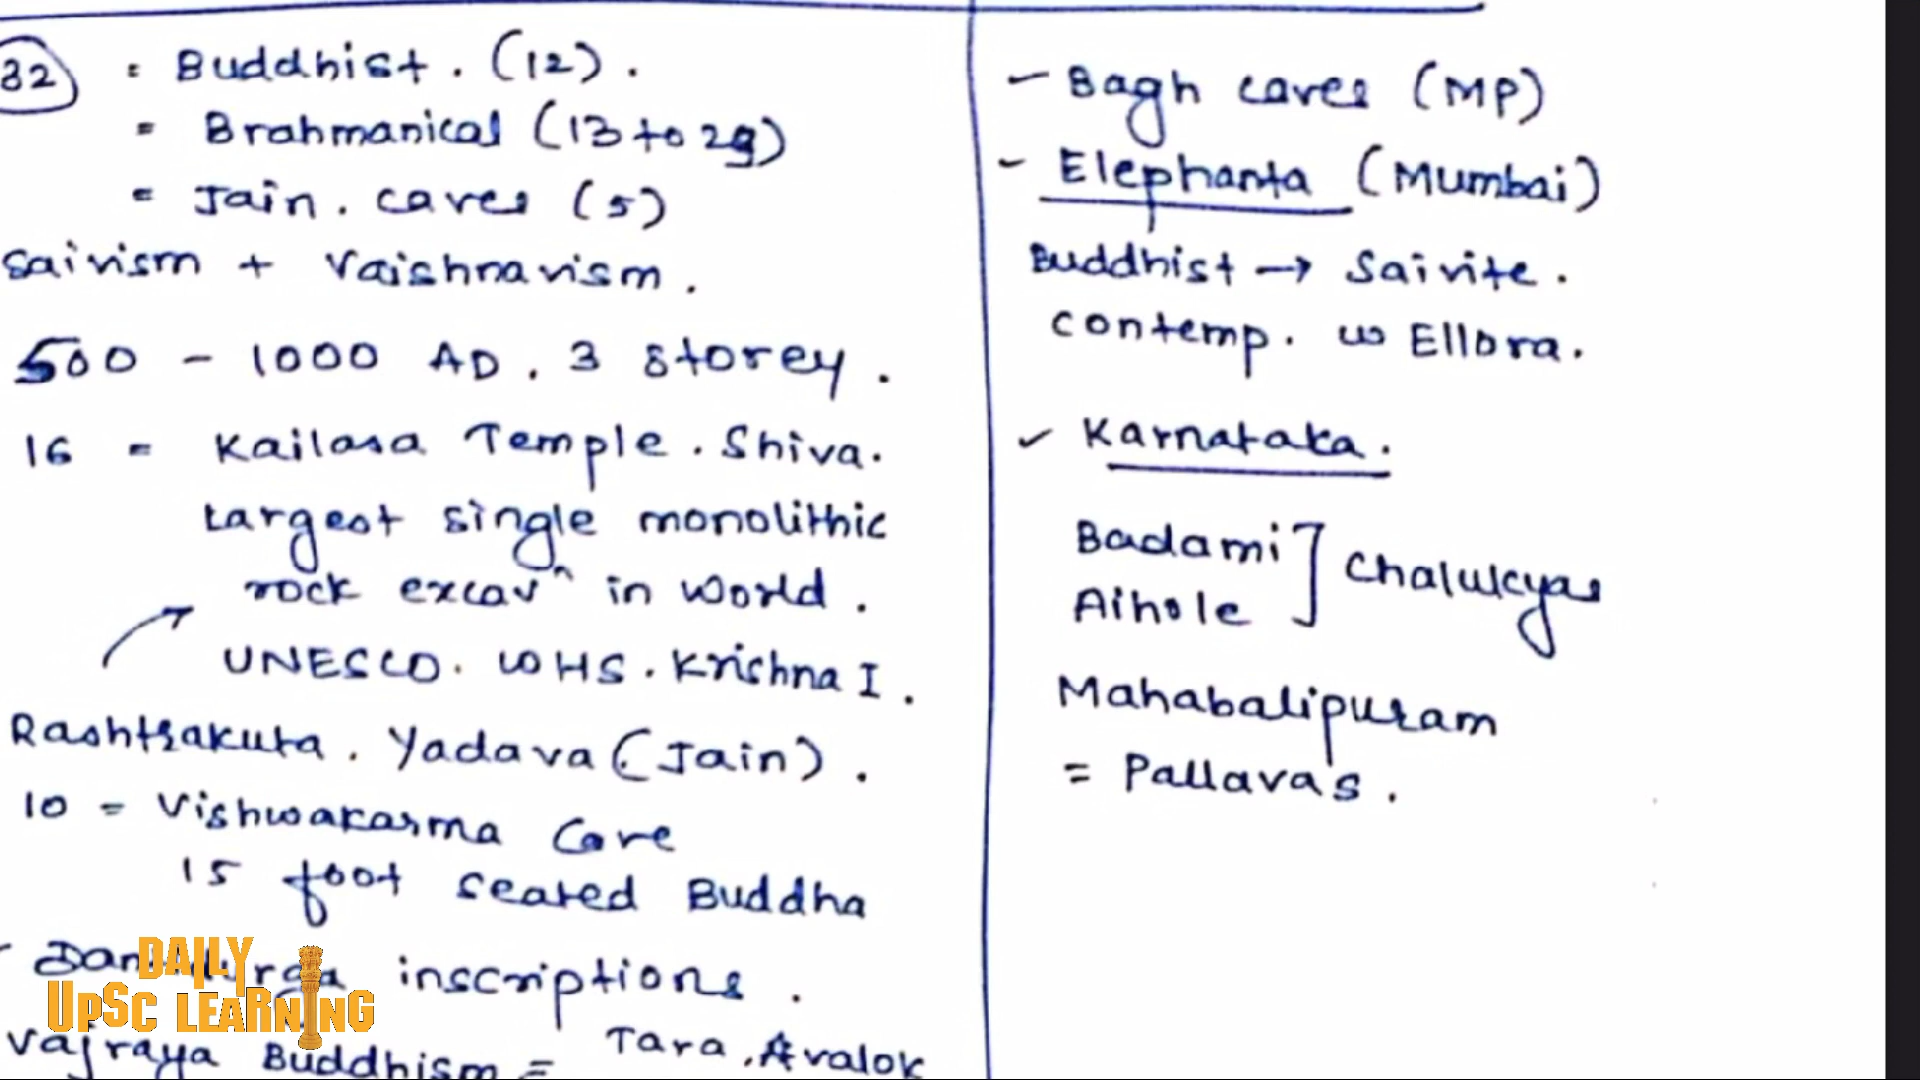 32 = Buddhist. (12).
= Brahmanical (13 to 29)
= Jain. caves (5)
Saivism + Vaishnavism.
500 - 1000 AD. 3 storey.
16 = Kailasa Temple. Shiva.
Largest single monolithic
rock excavⁿ in world.
UNESCO. WHS. Krishna I.
Rashtrakuta. Yadava (Jain).
10 = Vishwakarma Cave
15 foot seated Buddha
inscriptions.
Vajraya Buddhism = Tara, Avalok
- Bagh caves (MP)
- Elephanta (Mumbai)
Buddhist → Saivite.
contemp. w Ellora.
✓ Karnataka.
Badami ] Chalukyas
Aihole
Mahabalipuram
= Pallavas.
DAILY
UPSC LEARNING